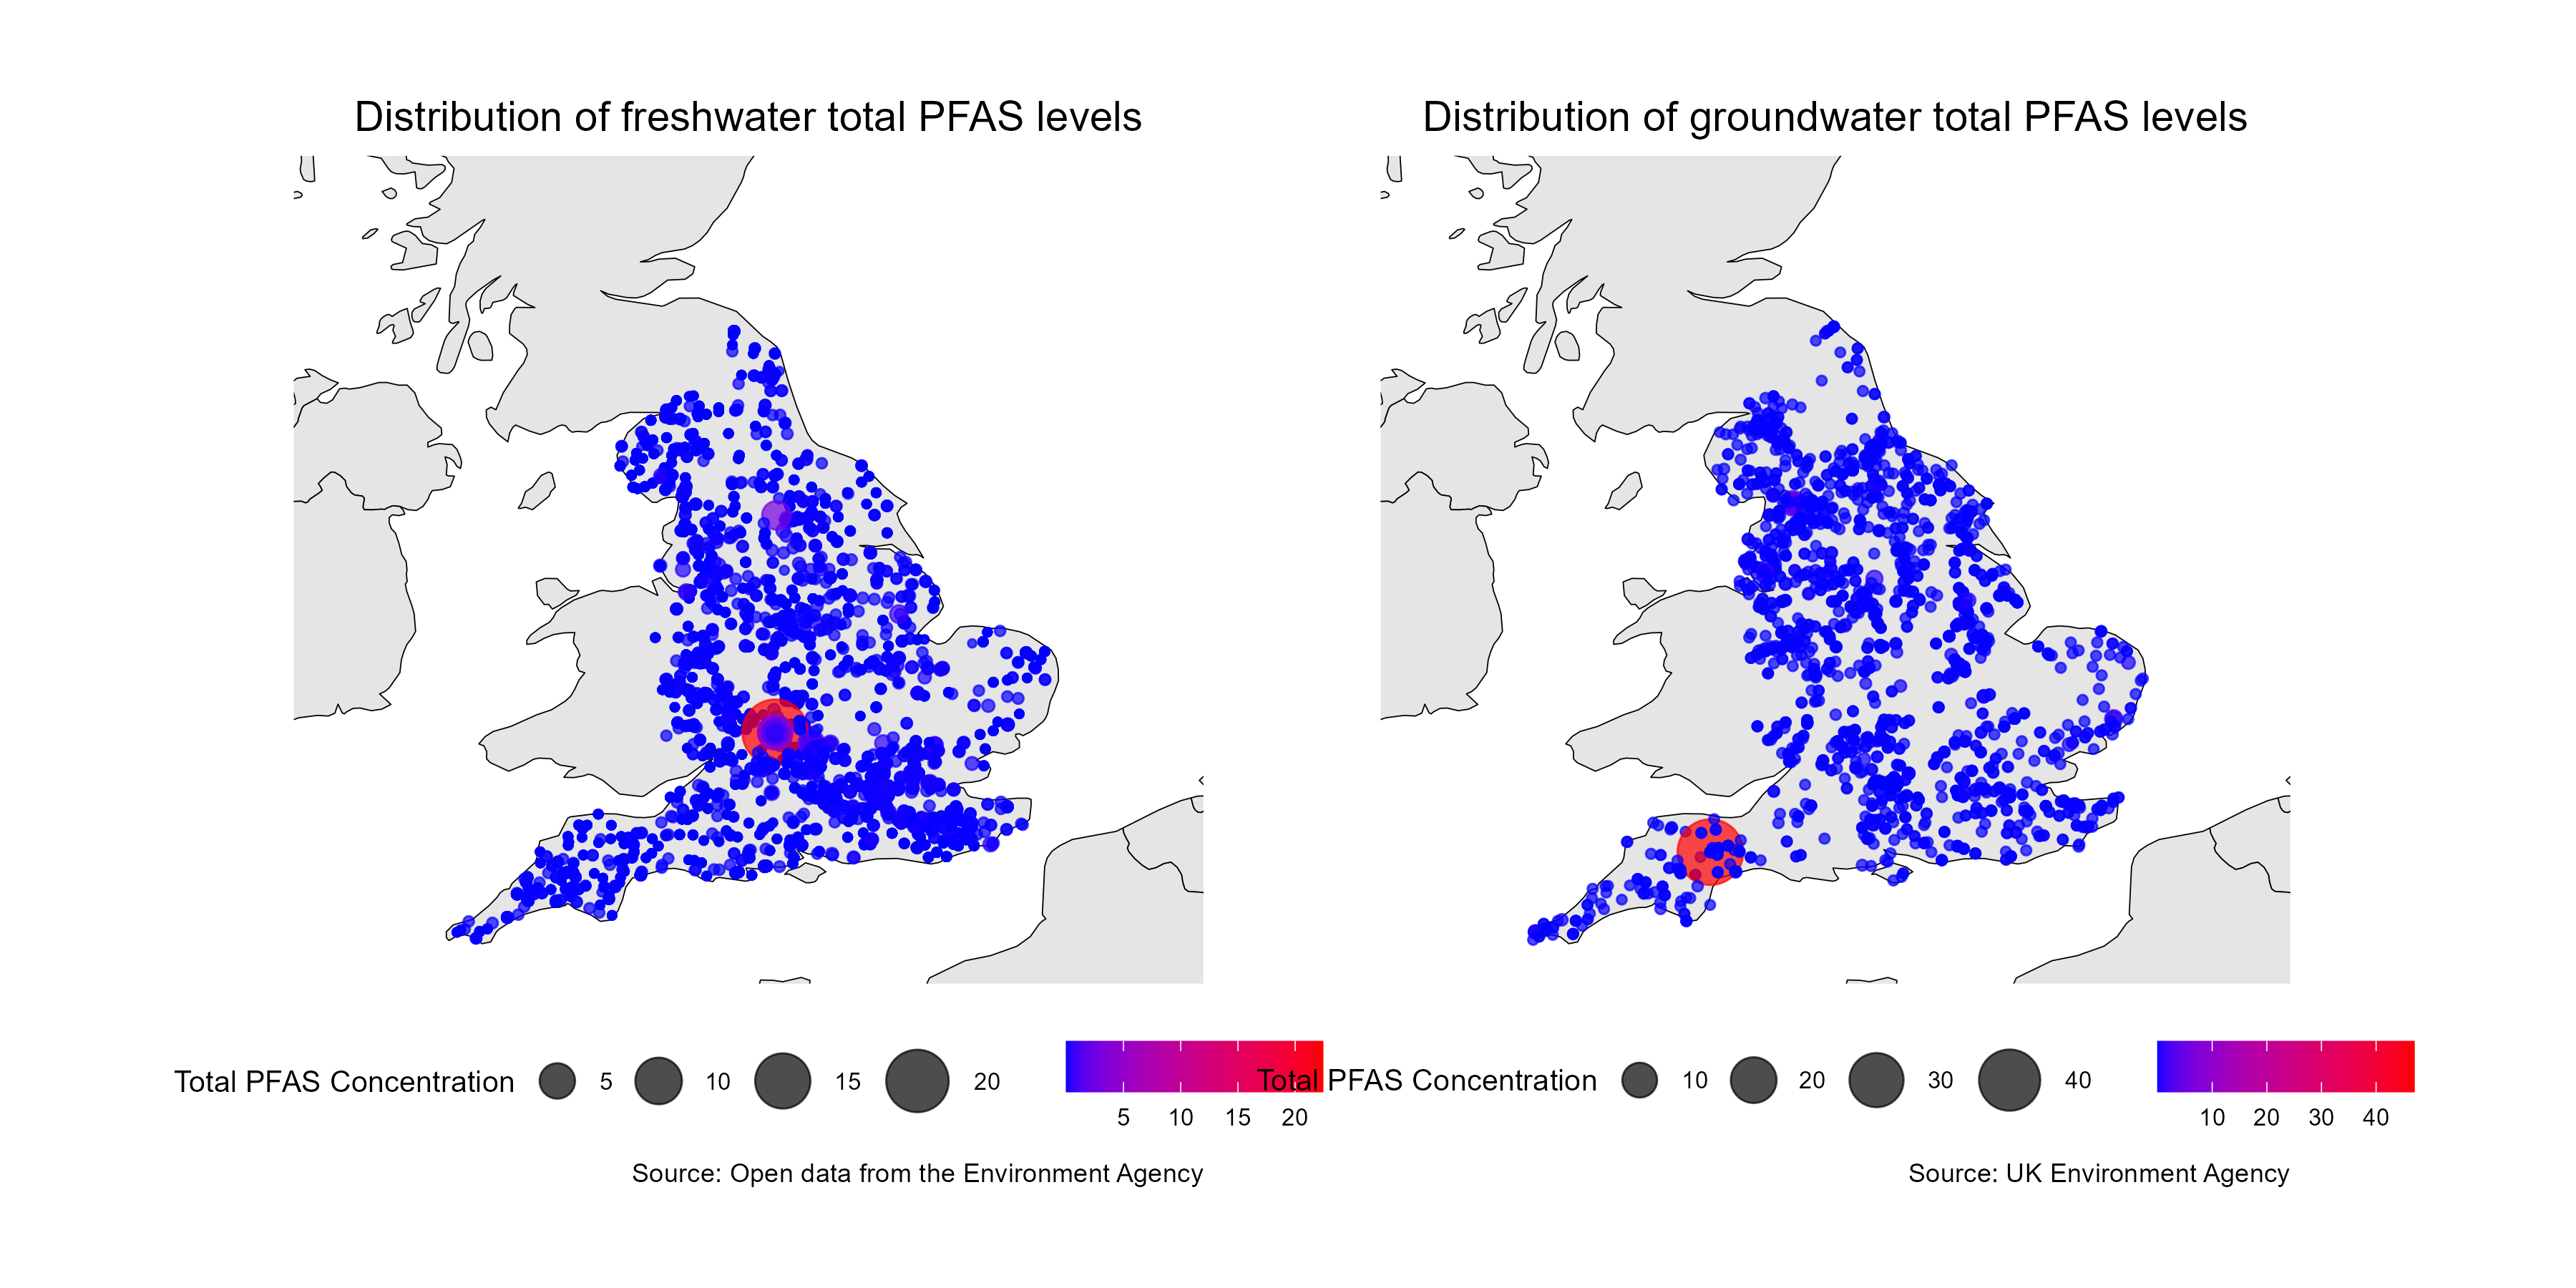 Distribution of freshwater total PFAS levels
Distribution of groundwater total PFAS levels
Total PFAS Concentration 5 10 15 20
5 10 15 20
Total PFAS Concentration 10 20 30 40
10 20 30 40
Source: Open data from the Environment Agency
Source: UK Environment Agency